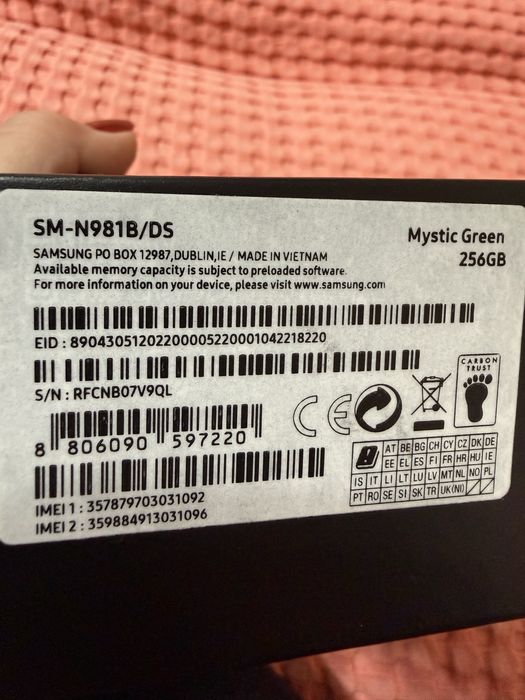 SM-N981B/DS
Mystic Green
256GB
SAMSUNG PO BOX 12987,DUBLIN,IE / MADE IN VIETNAM
Available memory capacity is subject to preloaded software.
For more information on your device, please visit www.samsung.com
EID : 89043051202200005220001042218220
S/N : RFCNB07V9QL
CARBON
TRUST
CE
8 806090 597220
AT BE BG CH CY CZ DK DE
EE EL ES FI FR HR HU IE
IS IT LI LT LU LV MT NL NO PL
PT RO SE SI SK TR UK(NI)
IMEI 1 : 357879703031092
IMEI 2 : 359884913031096